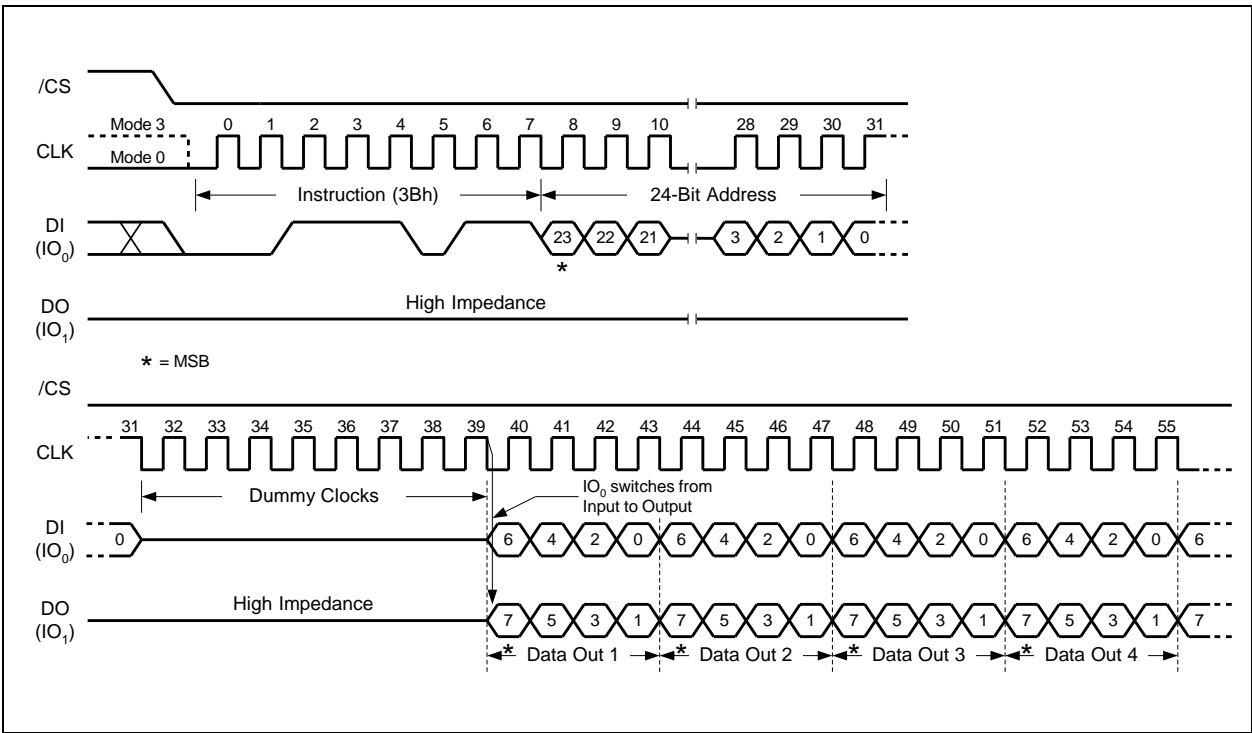 /CS
Mode 3 0 1 2 3 4 5 6 7 8 9 10 28 29 30 31
CLK
Mode 0
Instruction (3Bh) 24-Bit Address
DI
(IO0)
23 22 21 3 2 1 0
*
DO
(IO1)
High Impedance
* = MSB
/CS
31 32 33 34 35 36 37 38 39 40 41 42 43 44 45 46 47 48 49 50 51 52 53 54 55
CLK
Dummy Clocks
IO0 switches from
Input to Output
DI
(IO0)
0 6 4 2 0 6 4 2 0 6 4 2 0 6 4 2 0 6
DO
(IO1)
High Impedance
7 5 3 1 7 5 3 1 7 5 3 1 7 5 3 1 7
* Data Out 1 * Data Out 2 * Data Out 3 * Data Out 4